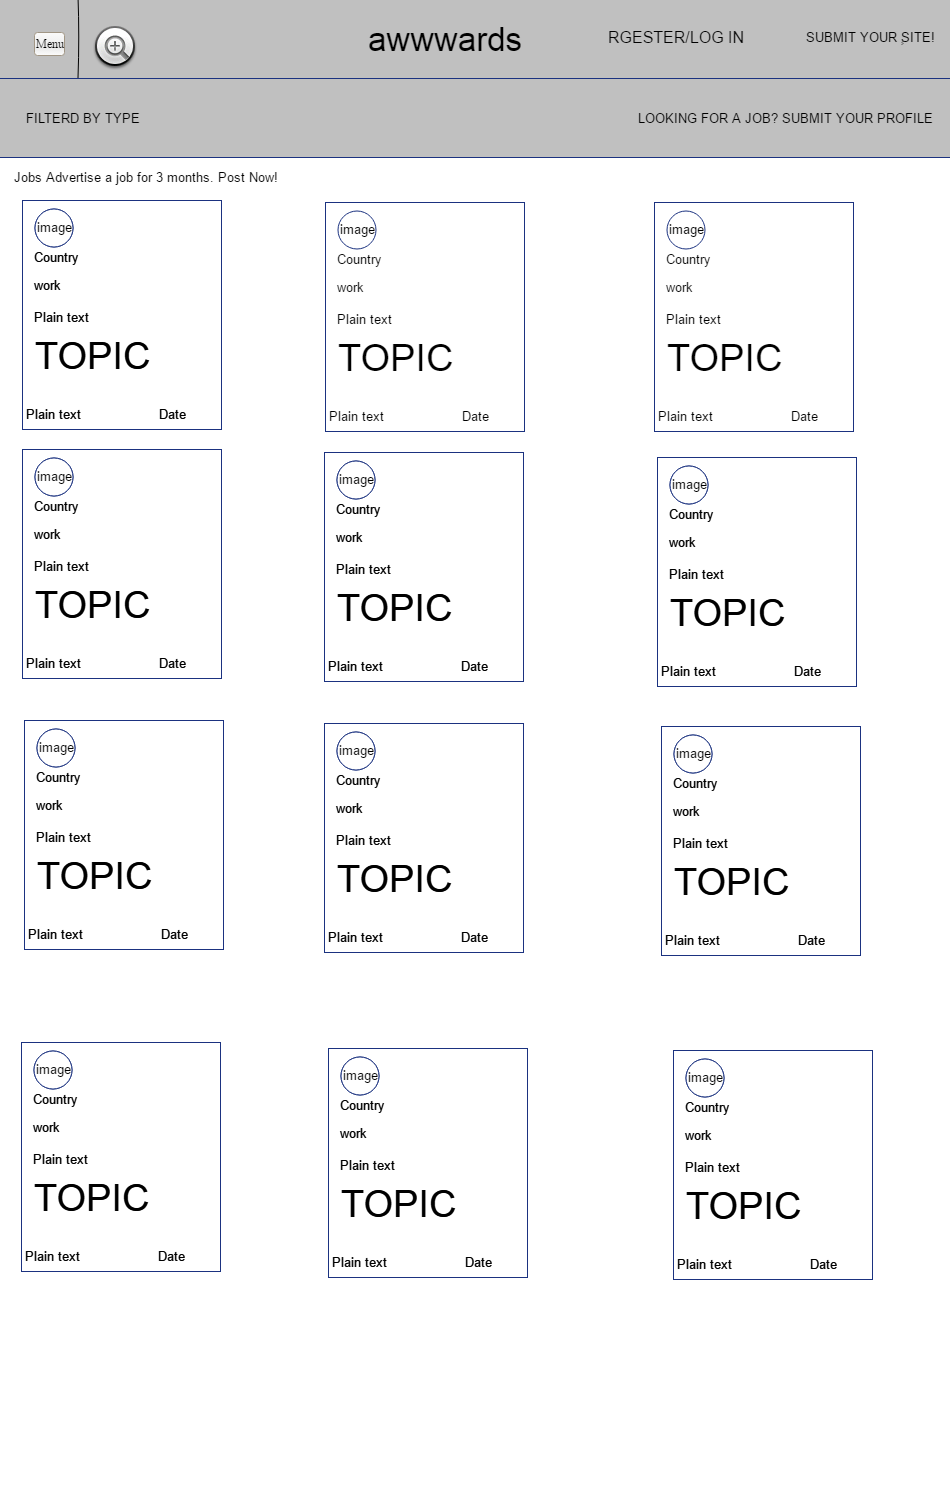 Menu
awwwards
RGESTER/LOG IN
SUBMIT YOUR SITE!
FILTERD BY TYPE
LOOKING FOR A JOB? SUBMIT YOUR PROFILE
Jobs Advertise a job for 3 months. Post Now!
image
Country
work
Plain text
TOPIC
Plain text Date
image
Country
work
Plain text
TOPIC
Plain text Date
image
Country
work
Plain text
TOPIC
Plain text Date
image
Country
work
Plain text
TOPIC
Plain text Date
image
Country
work
Plain text
TOPIC
Plain text Date
image
Country
work
Plain text
TOPIC
Plain text Date
image
Country
work
Plain text
TOPIC
Plain text Date
image
Country
work
Plain text
TOPIC
Plain text Date
image
Country
work
Plain text
TOPIC
Plain text Date
image
Country
work
Plain text
TOPIC
Plain text Date
image
Country
work
Plain text
TOPIC
Plain text Date
image
Country
work
Plain text
TOPIC
Plain text Date